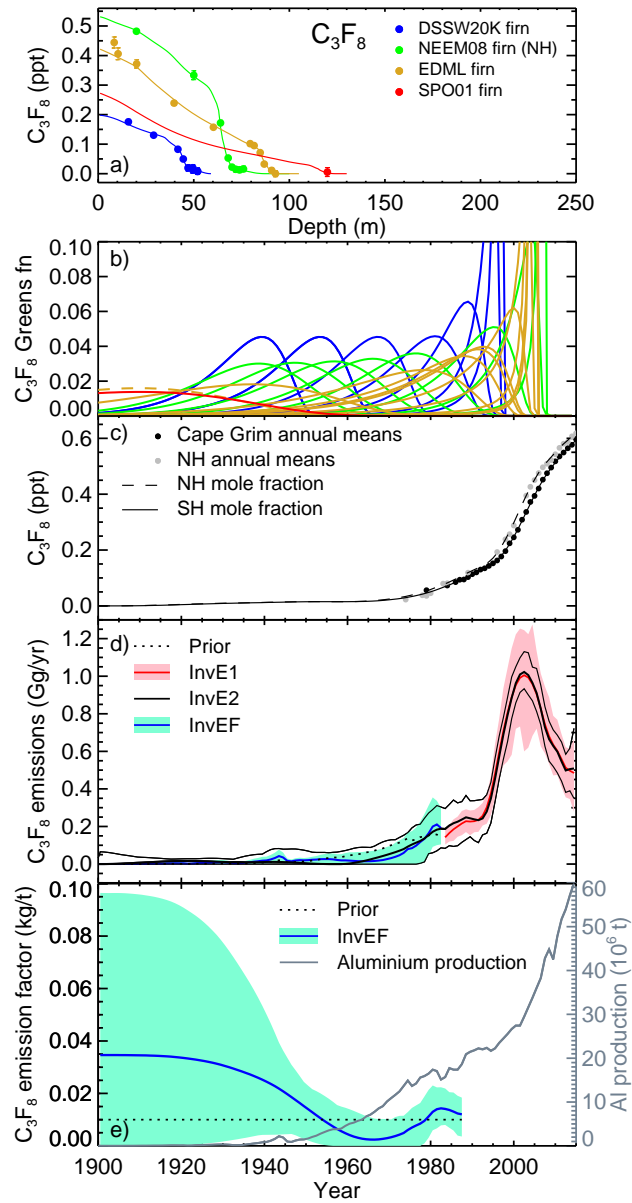 C₃F₈
DSSW20K firn
NEEM08 firn (NH)
EDML firn
SPO01 firn
C₃F₈ (ppt)
0.5
0.4
0.3
0.2
0.1
0.0
a)
0 50 100 150 200 250
Depth (m)
b)
C₃F₈ Greens fn
0.10
0.08
0.06
0.04
0.02
0.00
c)
Cape Grim annual means
NH annual means
NH mole fraction
SH mole fraction
C₃F₈ (ppt)
0.6
0.4
0.2
0.0
d)
Prior
InvE1
InvE2
InvEF
C₃F₈ emissions (Gg/yr)
1.2
1.0
0.8
0.6
0.4
0.2
0.0
C₃F₈ emission factor (kg/t)
0.10
0.08
0.06
0.04
0.02
0.00
Prior
InvEF
Aluminium production
e)
60
50
40
30
20
10
0
Al production (10⁶ t)
1900 1920 1940 1960 1980 2000
Year